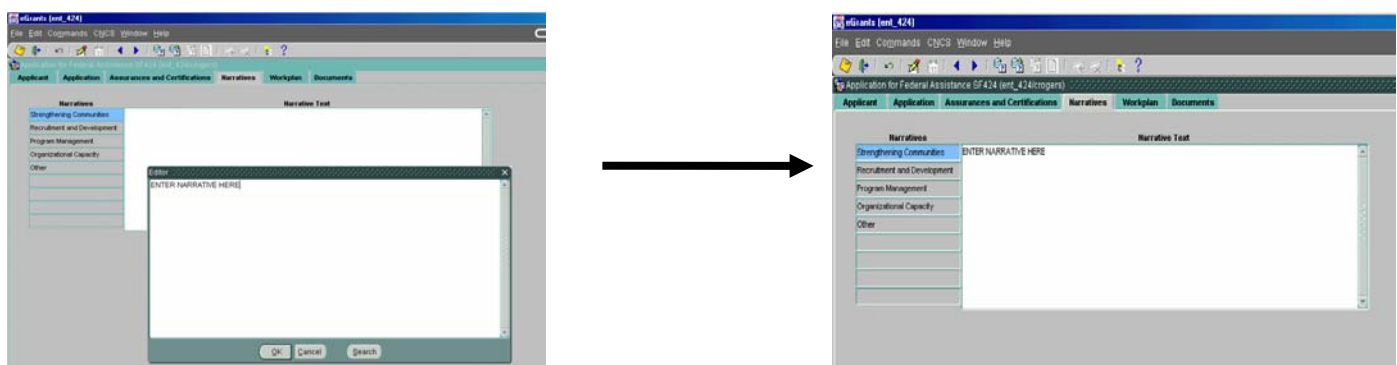 eGrants (ent_424)
File Edit Commands CNCS Window Help
Application for Federal Assistance SF424 (ent_424/crogers)
Applicant Application Assurances and Certifications Narratives Workplan Documents
Narratives Narrative Text
Strengthening Communities
Recruitment and Development
Program Management
Organizational Capacity
Other
Editor
ENTER NARRATIVE HERE
OK Cancel Search
eGrants (ent_424)
File Edit Commands CNCS Window Help
Application for Federal Assistance SF424 (ent_424/crogers)
Applicant Application Assurances and Certifications Narratives Workplan Documents
Narratives Narrative Text
Strengthening Communities ENTER NARRATIVE HERE
Recruitment and Development
Program Management
Organizational Capacity
Other